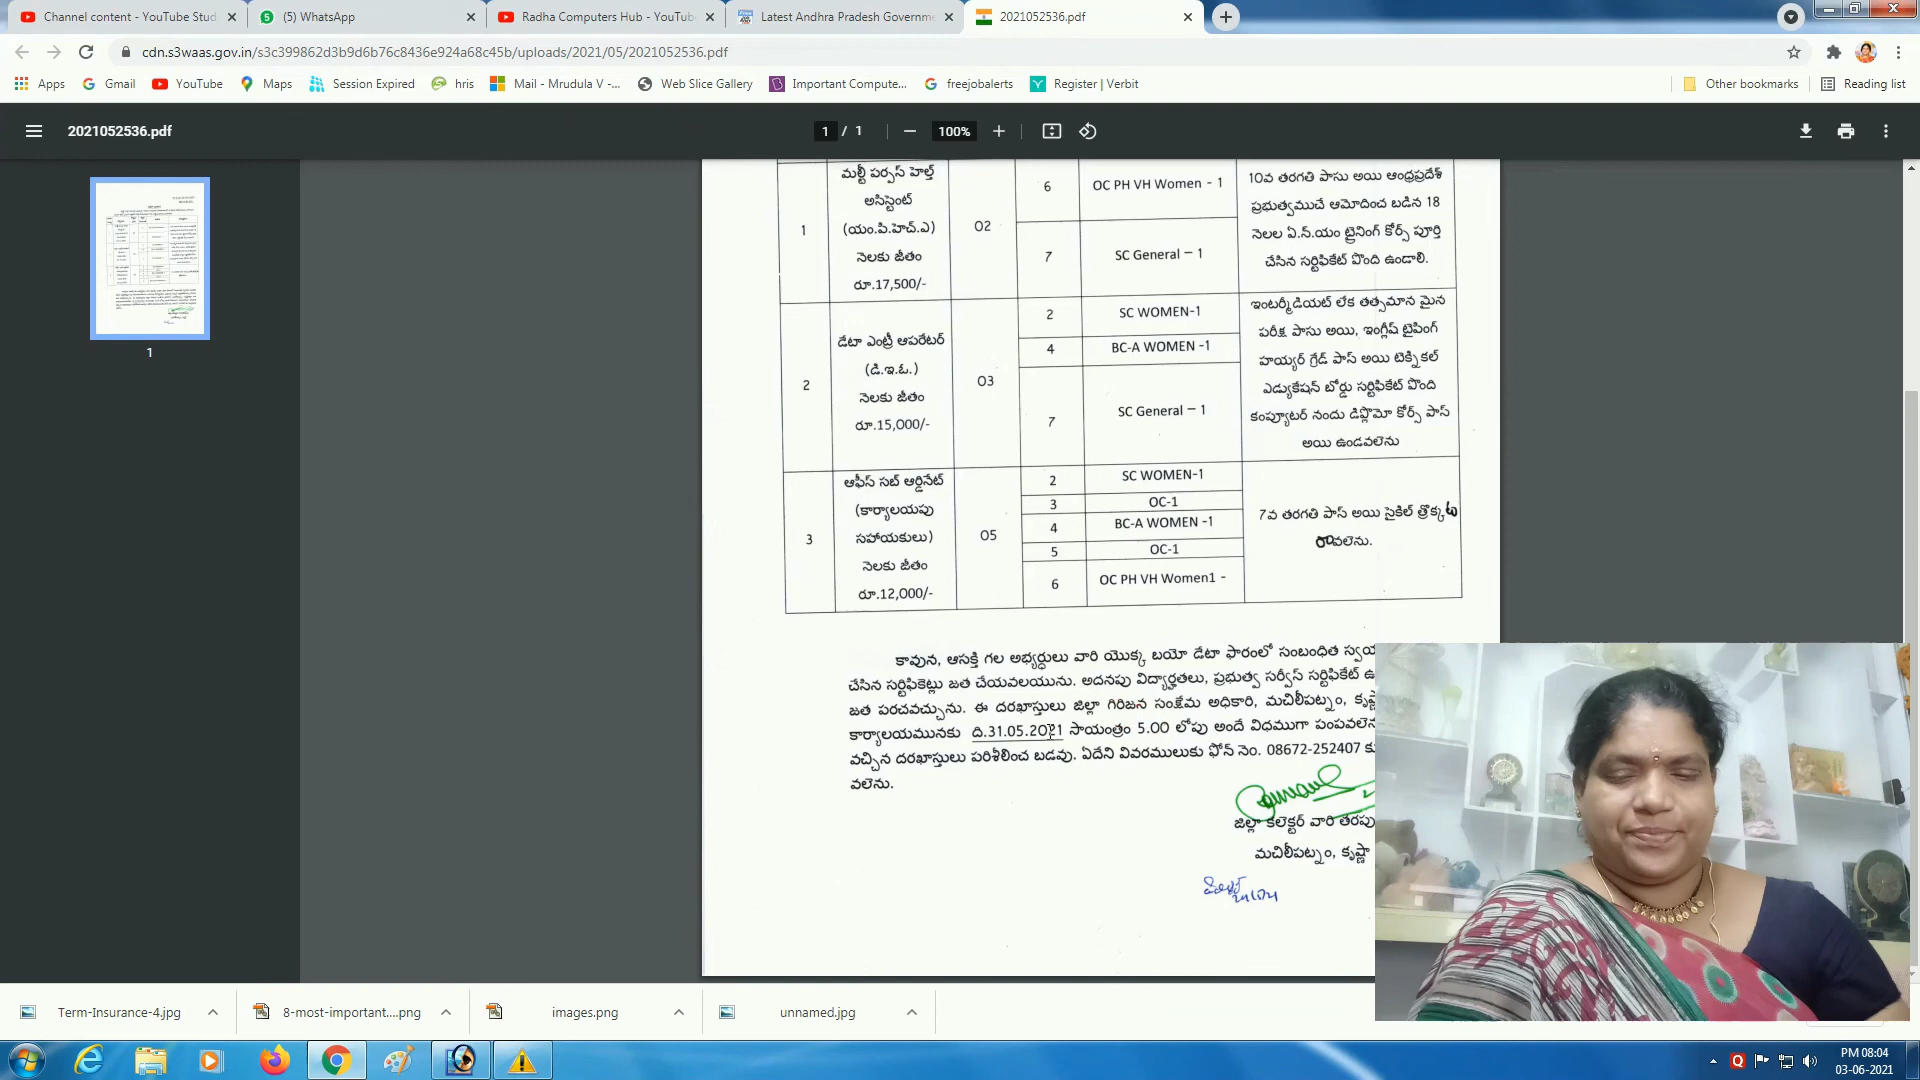 Channel content - YouTube Stud
(5) WhatsApp
Radha Computers Hub - YouTube
Latest Andhra Pradesh Governme
2021052536.pdf
cdn.s3waas.gov.in/s3c399862d3b9d6b76c8436e924a68c45b/uploads/2021/05/2021052536.pdf
Apps
Gmail
YouTube
Maps
Session Expired
hris
Mail - Mrudula V -...
Web Slice Gallery
Important Compute...
freejobalerts
Register | Verbit
Other bookmarks
Reading list
2021052536.pdf
1 / 1
100%
1
1
మల్టీ పర్పస్ హెల్త్
అసిస్టెంట్
(యం.పి.హెచ్.ఎ)
నెలకు జీతం
రూ.17,500/-
02
6
OC PH VH Women - 1
7
SC General – 1
10వ తరగతి పాసు అయి ఆంధ్రప్రదేశ్
ప్రభుత్వముచే ఆమోదించ బడిన 18
నెలల ఏ.న్.యం ట్రైనింగ్ కోర్స్ పూర్తి
చేసిన సర్టిఫికేట్ పొంది ఉండాలి.
2
డేటా ఎంట్రీ ఆపరేటర్
(డి.ఇ.ఓ.)
నెలకు జీతం
రూ.15,000/-
03
2
SC WOMEN-1
4
BC-A WOMEN -1
7
SC General – 1
ఇంటర్మీడియట్ లేక తత్సమాన మైన
పరీక్ష పాసు అయి, ఇంగ్లీష్ టైపింగ్
హయ్యర్ గ్రేడ్ పాస్ అయి టెక్నికల్
ఎడ్యుకేషన్ బోర్డు సర్టిఫికేట్ పొంది
కంప్యూటర్ నందు డిప్లొమో కోర్స్ పాస్
అయి ఉండవలెను
3
ఆఫీస్ సబ్ ఆర్డినేట్
(కార్యాలయపు
సహాయకులు)
నెలకు జీతం
రూ.12,000/-
05
2
SC WOMEN-1
3
OC-1
4
BC-A WOMEN -1
5
OC-1
6
OC PH VH Women1 -
7వ తరగతి పాస్ అయి సైకిల్ త్రొక్కట
రావలెను.
కావున, ఆసక్తి గల అభ్యర్ధులు వారి యొక్క బయో డేటా ఫారంలో సంబంధిత స్వయ
చేసిన సర్టిఫికెట్లు జత చేయవలయును. అదనపు విద్యార్హతలు, ప్రభుత్వ సర్వీస్ సర్టిఫికేట్ ఉ
జత పరచవచ్చును. ఈ దరఖాస్తులు జిల్లా గిరిజన సంక్షేమ అధికారి, మచిలీపట్నం, కృష్ణ
కార్యాలయమునకు ది.31.05.2021 సాయంత్రం 5.00 లోపు అందే విధముగా పంపవలెన
వచ్చిన దరఖాస్తులు పరిశీలించ బడవు. ఏదేని వివరములుకు ఫోన్ నెం. 08672-252407 కు
వలెను.
జిల్లా కలెక్టర్ వారి తరపు
మచిలీపట్నం, కృష్ణా
Term-Insurance-4.jpg
8-most-important....png
images.png
unnamed.jpg
PM 08:04
03-06-2021